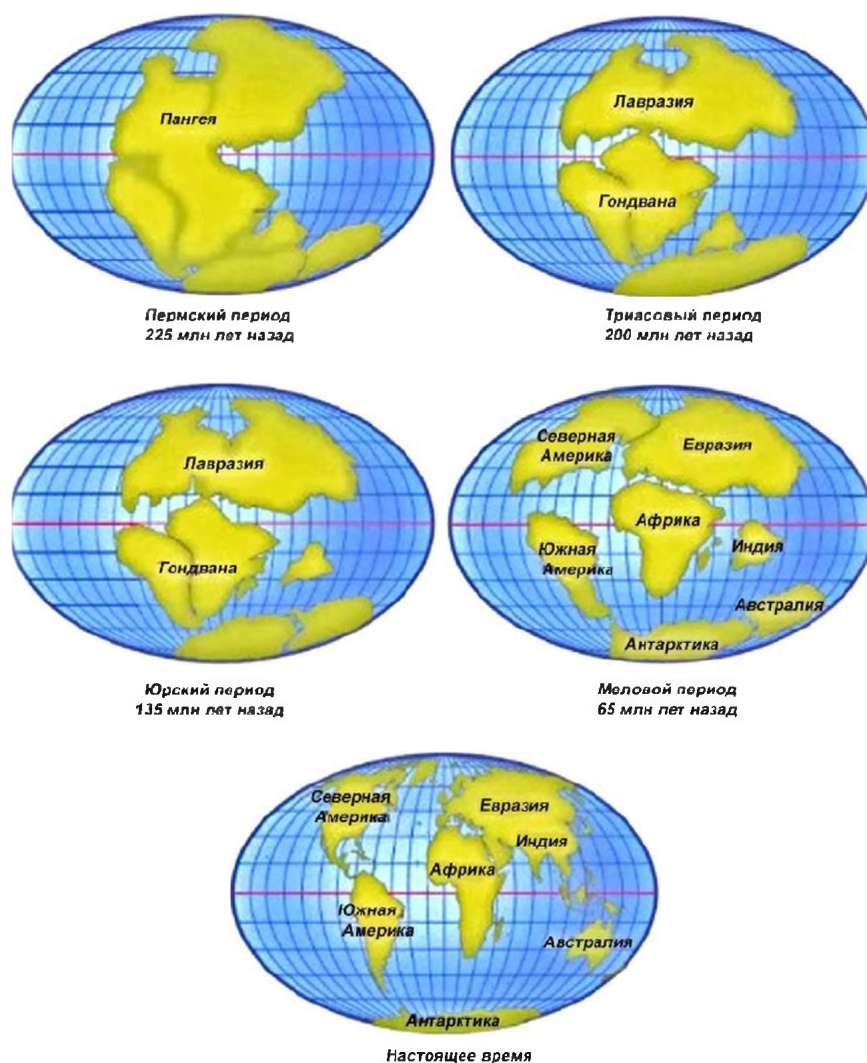 Пангея
Пермский период
225 млн лет назад
Лавразия
Гондвана
Триасовый период
200 млн лет назад
Лавразия
Гондвана
Юрский период
135 млн лет назад
Северная
Америка
Евразия
Африка
Южная
Америка
Индия
Австралия
Антарктика
Меловой период
65 млн лет назад
Северная
Америка
Евразия
Индия
Африка
Южная
Америка
Австралия
Антарктика
Настоящее время